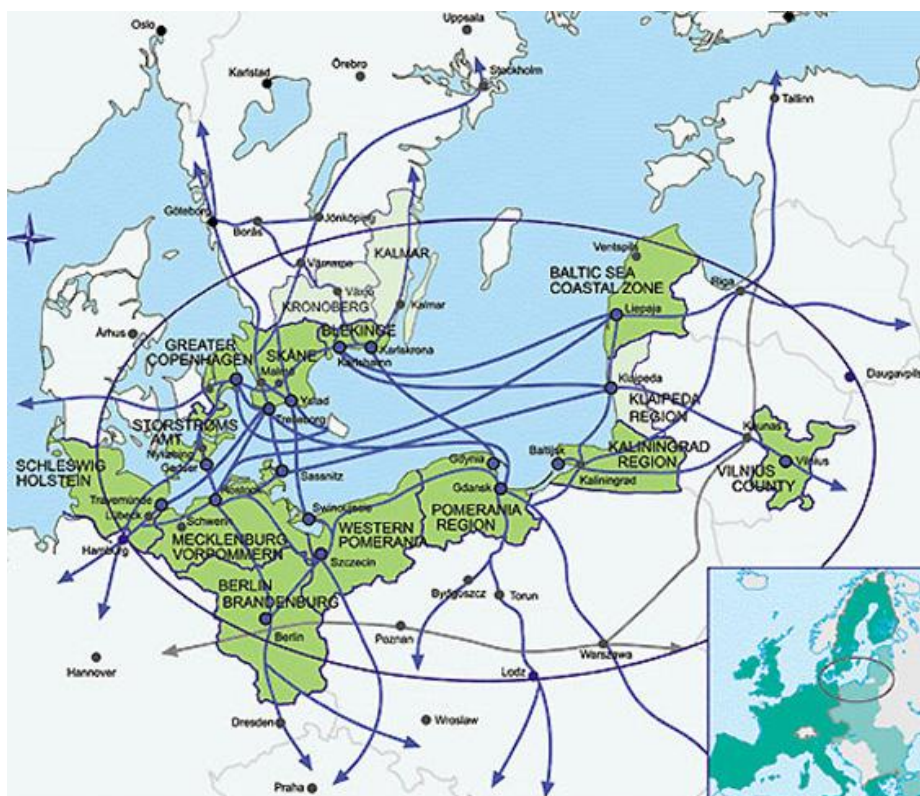 Uppsala
Oslo
Örebro
Karlstad
Stockholm
Tallinn
Göteborg
Borås
Jönköping
KALMAR
Ventspils
Värnamo
BALTIC SEA
COASTAL ZONE
Riga
Växjö
KRONOBERG
Kalmar
Liepaja
Århus
BLEKINGE
GREATER
COPENHAGEN
SKÅNE
Karlskrona
Karlshamn
Malmö
Daugavpils
Klaipeda
KLAIPEDA
REGION
Ystad
Trelleborg
STORSTRØMS
AMT
Kaunas
KALININGRAD
REGION
Nykøbing
Gedser
SCHLESWIG
HOLSTEIN
Sassnitz
Gdynia
Baltijsk
Kaliningrad
Vilnius
VILNIUS
COUNTY
Travemünde
Lübeck
Rostock
Gdansk
POMERANIA
REGION
Schwerin
Swinoujscie
WESTERN
POMERANIA
MECKLENBURG
VORPOMMERN
Hamburg
Szczecin
BERLIN
BRANDENBURG
Bydgoszcz
Torun
Berlin
Poznan
Warszawa
Hannover
Lodz
Dresden
Wroslaw
Praha